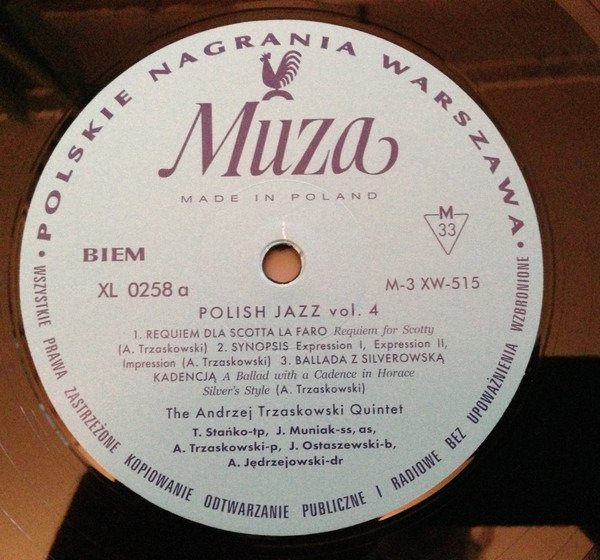 • POLSKIE NAGRANIA WARSZAWA •
Muza
MADE IN POLAND
BIEM
M
33
XL 0258 a
M-3 XW-515
POLISH JAZZ vol. 4
1. REQUIEM DLA SCOTTA LA FARO Requiem for Scotty
(A. Trzaskowski) 2. SYNOPSIS Expression I, Expression II,
Impression (A. Trzaskowski) 3. BALLADA Z SILVEROWSKĄ
KADENCJĄ A Ballad with a Cadence in Horace
Silver's Style (A. Trzaskowski)
The Andrzej Trzaskowski Quintet
T. Stańko-tp, J. Muniak-ss, as,
A. Trzaskowski-p, J. Ostaszewski-b,
A. Jędrzejowski-dr
WSZYSTKIE PRAWA ZASTRZEŻONE KOPIOWANIE ODTWARZANIE PUBLICZNE I RADIOWE BEZ UPOWAŻNIENIA WZBRONIONE